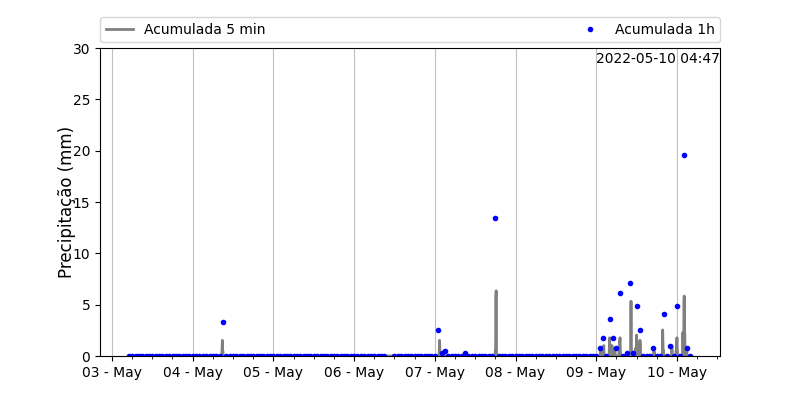 Acumulada 5 min
Acumulada 1h
2022-05-10 04:47
Precipitação (mm)
30
25
20
15
10
5
0
03 - May
04 - May
05 - May
06 - May
07 - May
08 - May
09 - May
10 - May